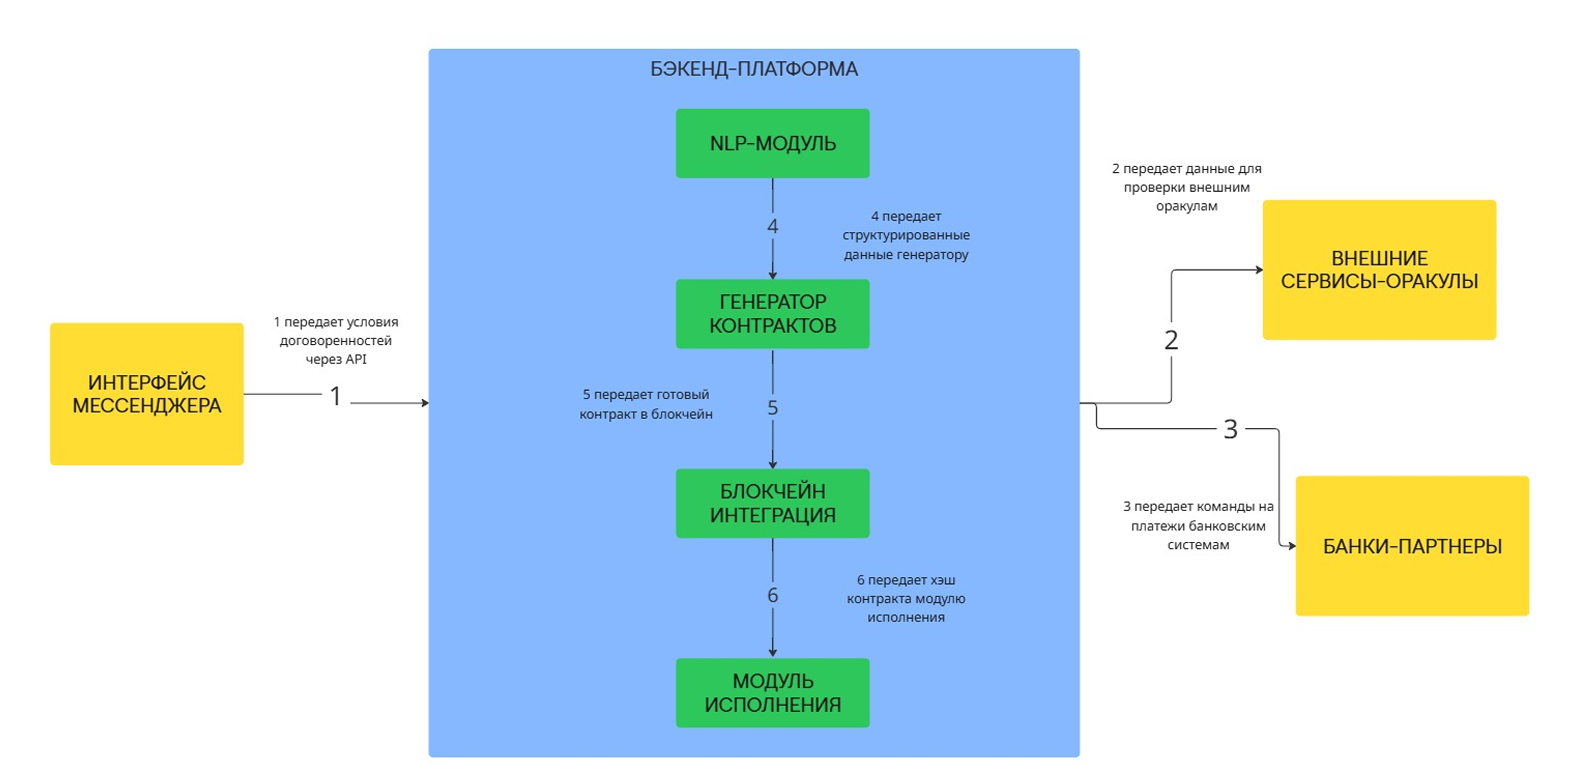 БЭКЕНД-ПЛАТФОРМА
NLP-МОДУЛЬ
4
4 передает
структурированные
данные генератору
ГЕНЕРАТОР
КОНТРАКТОВ
1 передает условия
договоренностей
через API
ИНТЕРФЕЙС
МЕССЕНДЖЕРА
1
5 передает готовый
контракт в блокчейн
5
БЛОКЧЕЙН
ИНТЕГРАЦИЯ
6
6 передает хэш
контракта модулю
исполнения
МОДУЛЬ
ИСПОЛНЕНИЯ
2 передает данные для
проверки внешним
оракулам
ВНЕШНИЕ
СЕРВИСЫ-ОРАКУЛЫ
2
3
3 передает команды на
платежи банковским
системам
БАНКИ-ПАРТНЕРЫ